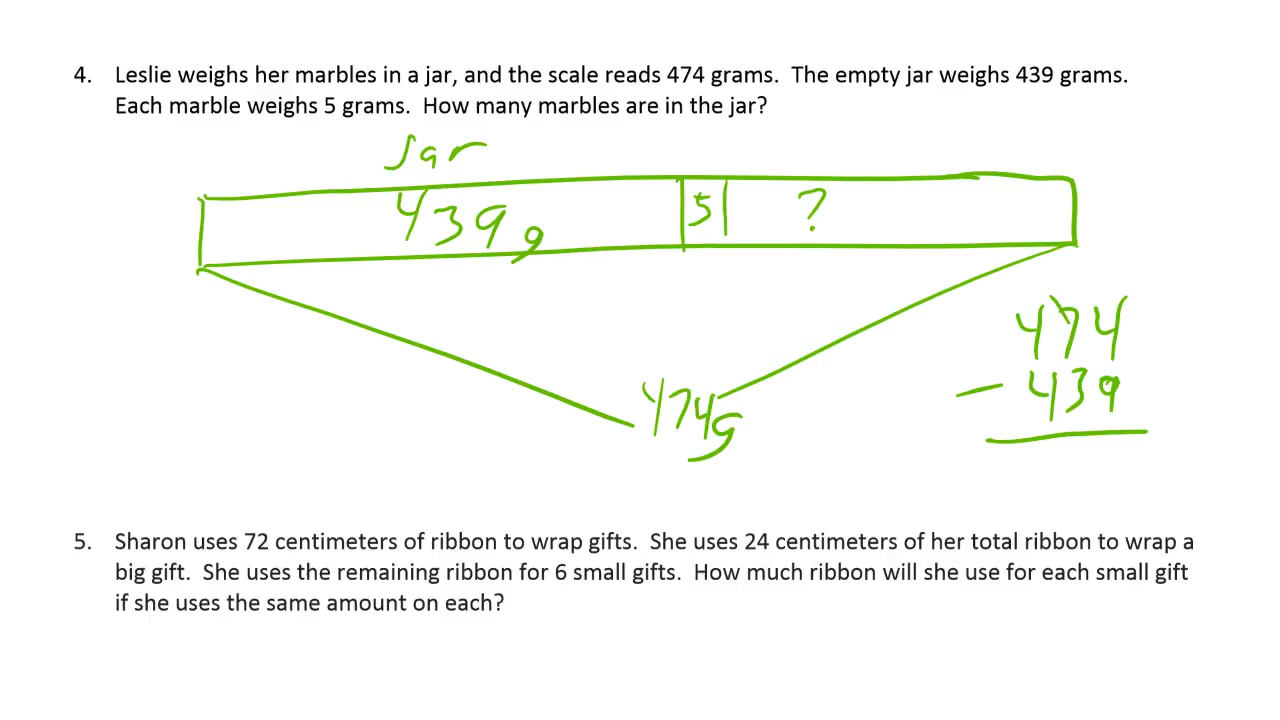 4. Leslie weighs her marbles in a jar, and the scale reads 474 grams. The empty jar weighs 439 grams.
Each marble weighs 5 grams. How many marbles are in the jar?
Jar
439g
5
?
474g
474
- 439
5. Sharon uses 72 centimeters of ribbon to wrap gifts. She uses 24 centimeters of her total ribbon to wrap a
big gift. She uses the remaining ribbon for 6 small gifts. How much ribbon will she use for each small gift
if she uses the same amount on each?